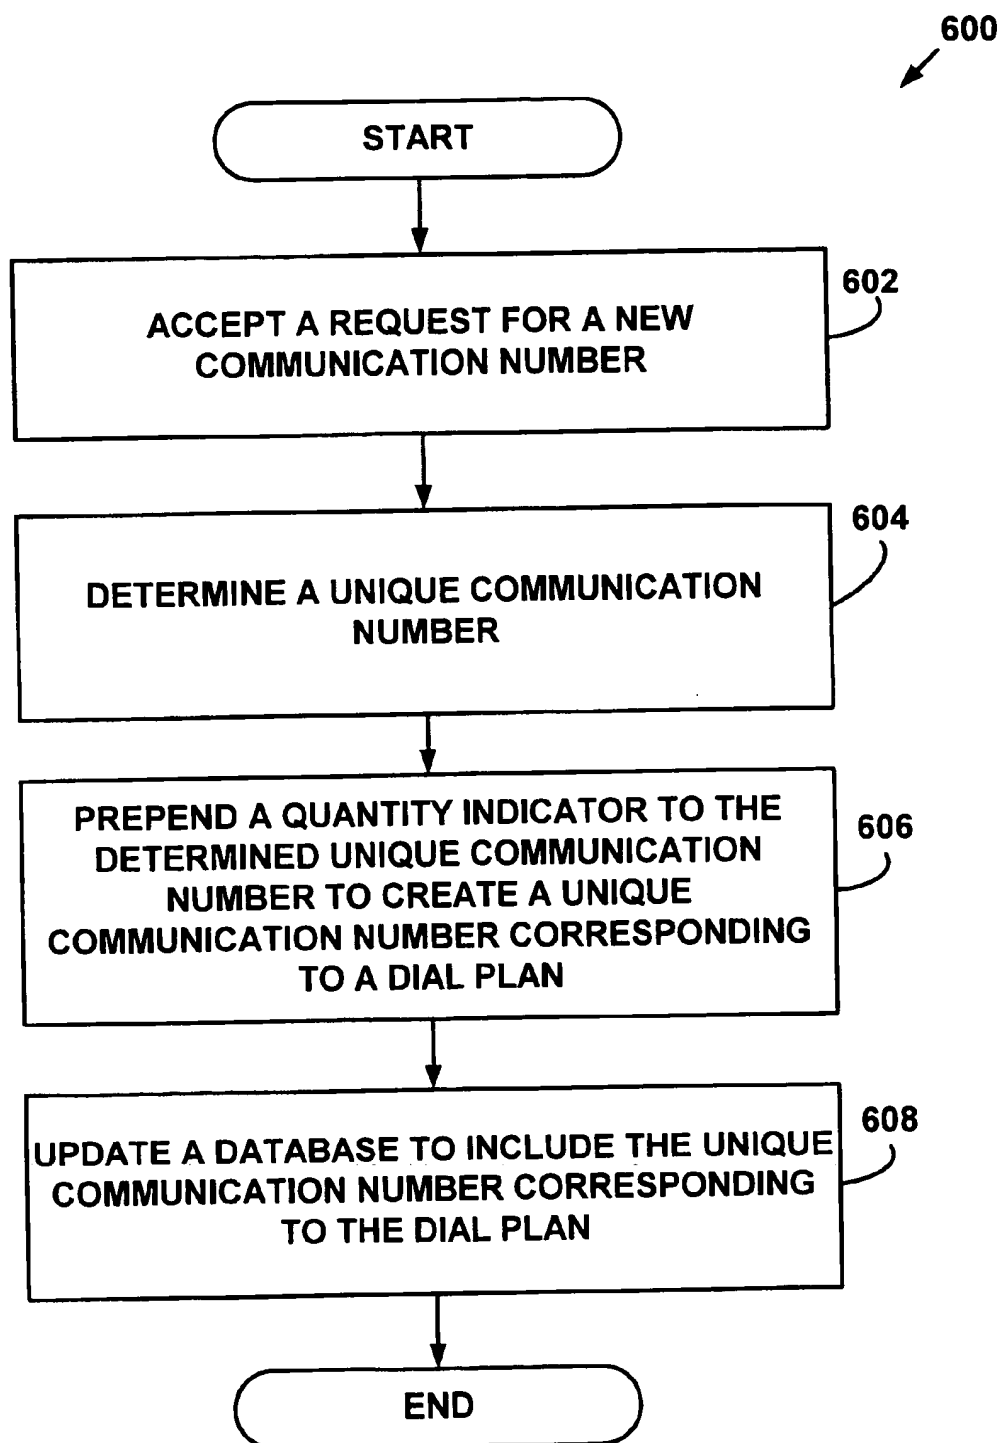 600
START
602
ACCEPT A REQUEST FOR A NEW
COMMUNICATION NUMBER
604
DETERMINE A UNIQUE COMMUNICATION
NUMBER
606
PREPEND A QUANTITY INDICATOR TO THE
DETERMINED UNIQUE COMMUNICATION
NUMBER TO CREATE A UNIQUE
COMMUNICATION NUMBER CORRESPONDING
TO A DIAL PLAN
608
UPDATE A DATABASE TO INCLUDE THE UNIQUE
COMMUNICATION NUMBER CORRESPONDING
TO THE DIAL PLAN
END